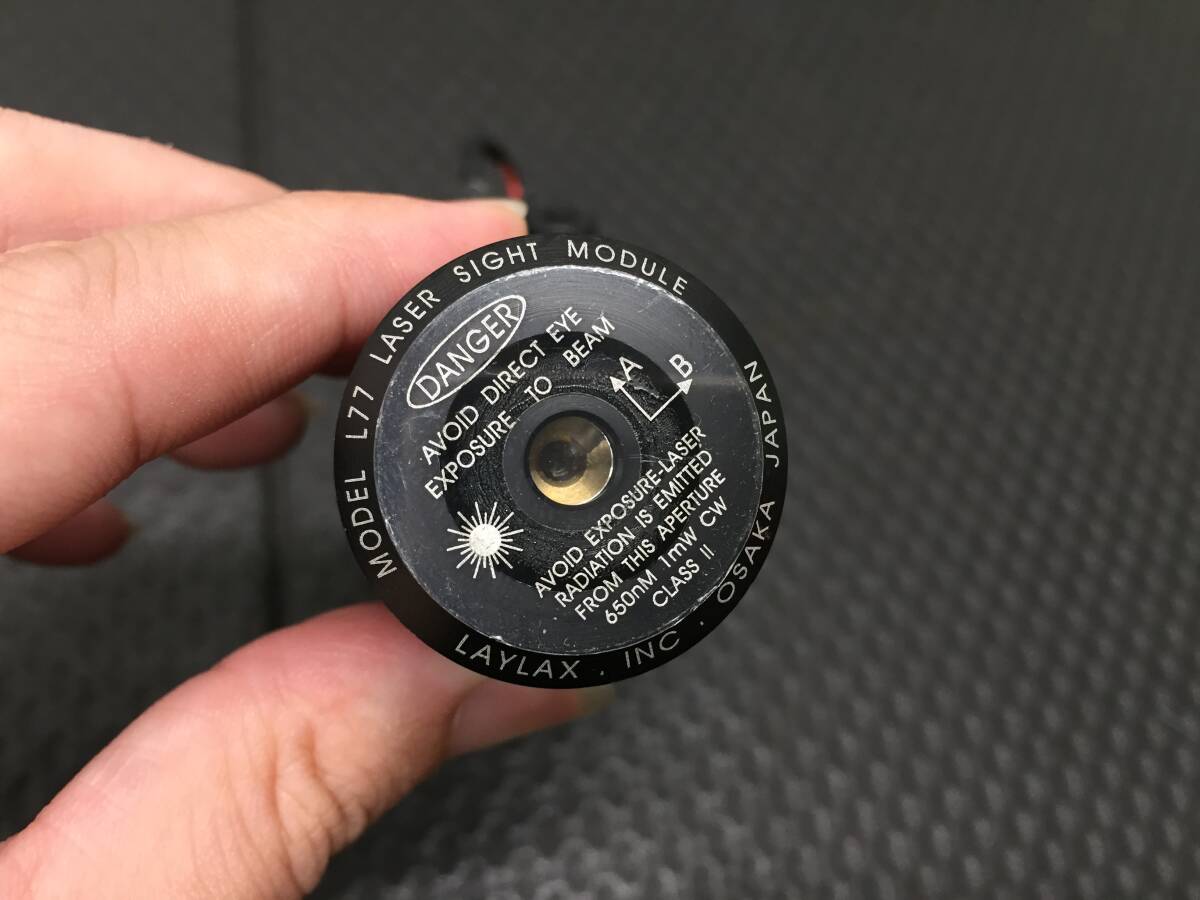 MODEL L77 LASER SIGHT MODULE
DANGER
AVOID DIRECT EYE
EXPOSURE TO BEAM
A
B
AVOID EXPOSURE-LASER
RADIATION IS EMITTED
FROM THIS APERTURE
650nM 1mW CW
CLASS II
LAYLAX . INC . OSAKA JAPAN